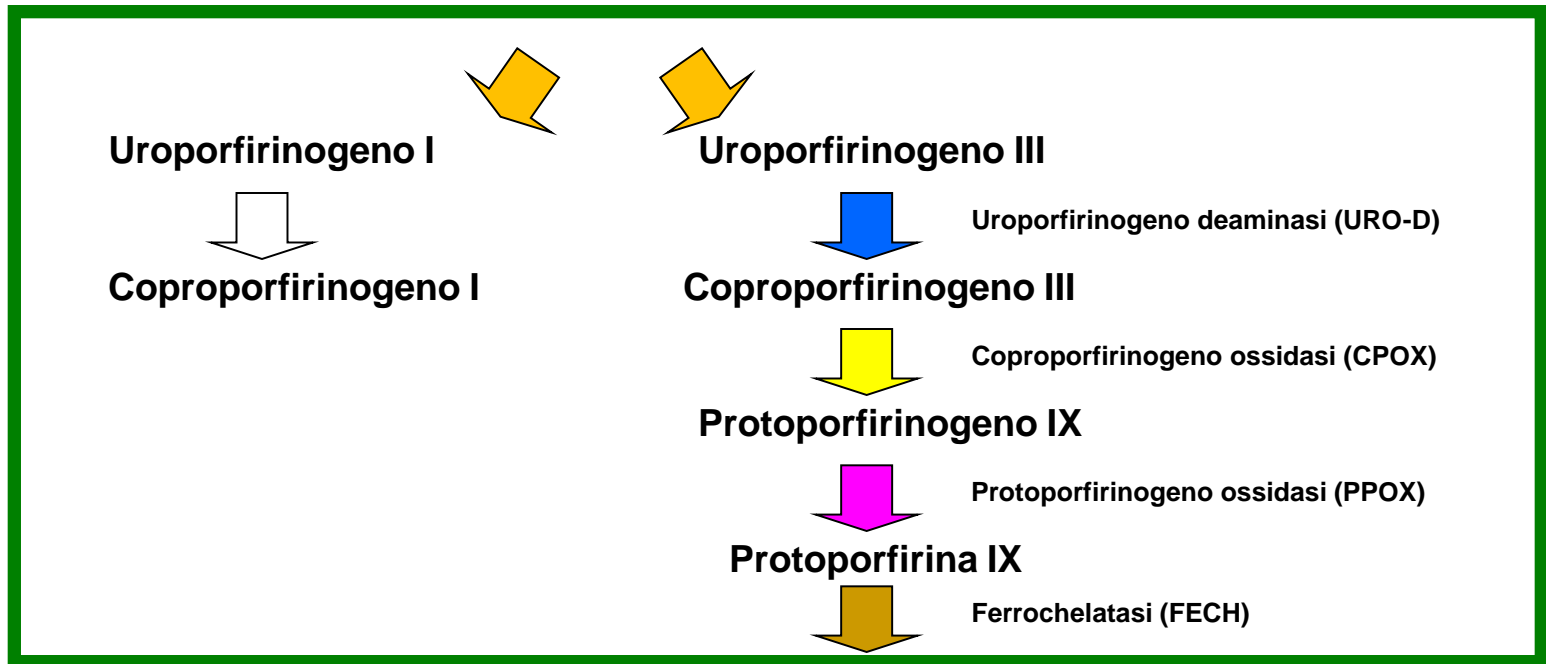 Uroporfirinogeno I
Uroporfirinogeno III
Uroporfirinogeno deaminasi (URO-D)
Coproporfirinogeno I
Coproporfirinogeno III
Coproporfirinogeno ossidasi (CPOX)
Protoporfirinogeno IX
Protoporfirinogeno ossidasi (PPOX)
Protoporfirina IX
Ferrochelatasi (FECH)